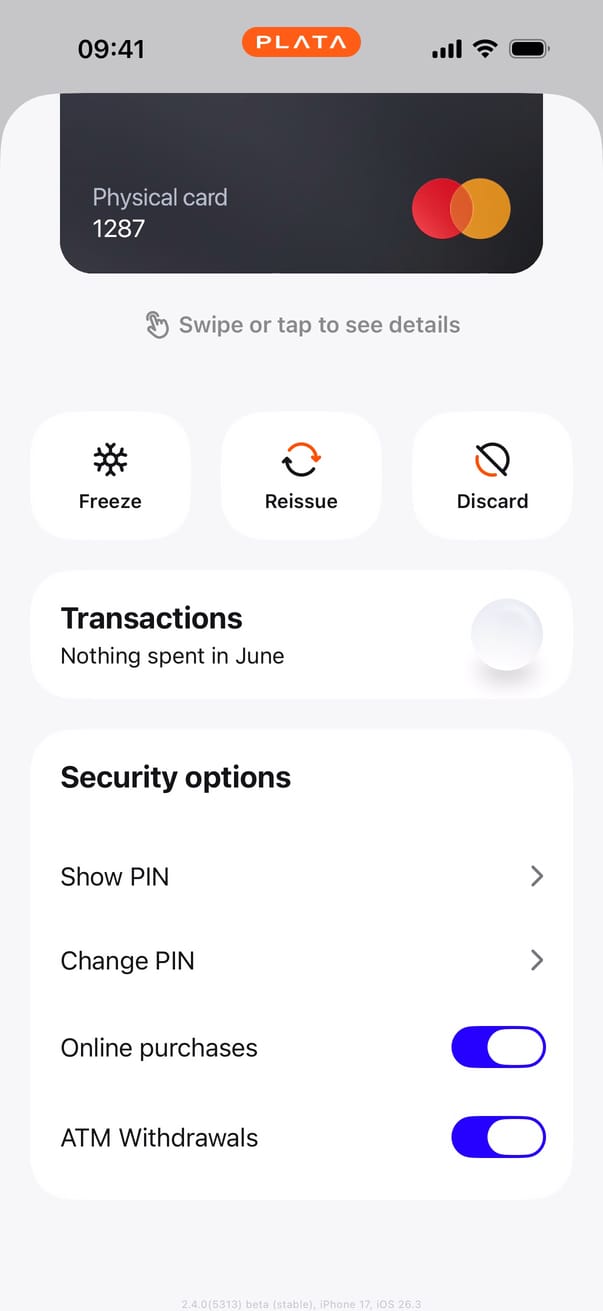 09:41
PLATA
Physical card
1287
Swipe or tap to see details
Freeze
Reissue
Discard
Transactions
Nothing spent in June
Security options
Show PIN
Change PIN
Online purchases
ATM Withdrawals
2.4.0(5313) beta (stable), iPhone 17, iOS 26.3